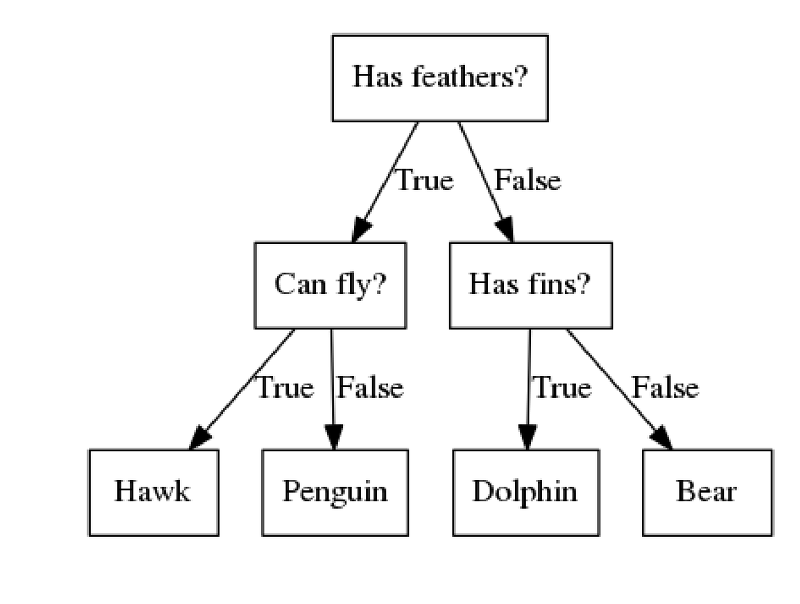 Has feathers?
True
False
Can fly?
Has fins?
True
False
True
False
Hawk
Penguin
Dolphin
Bear